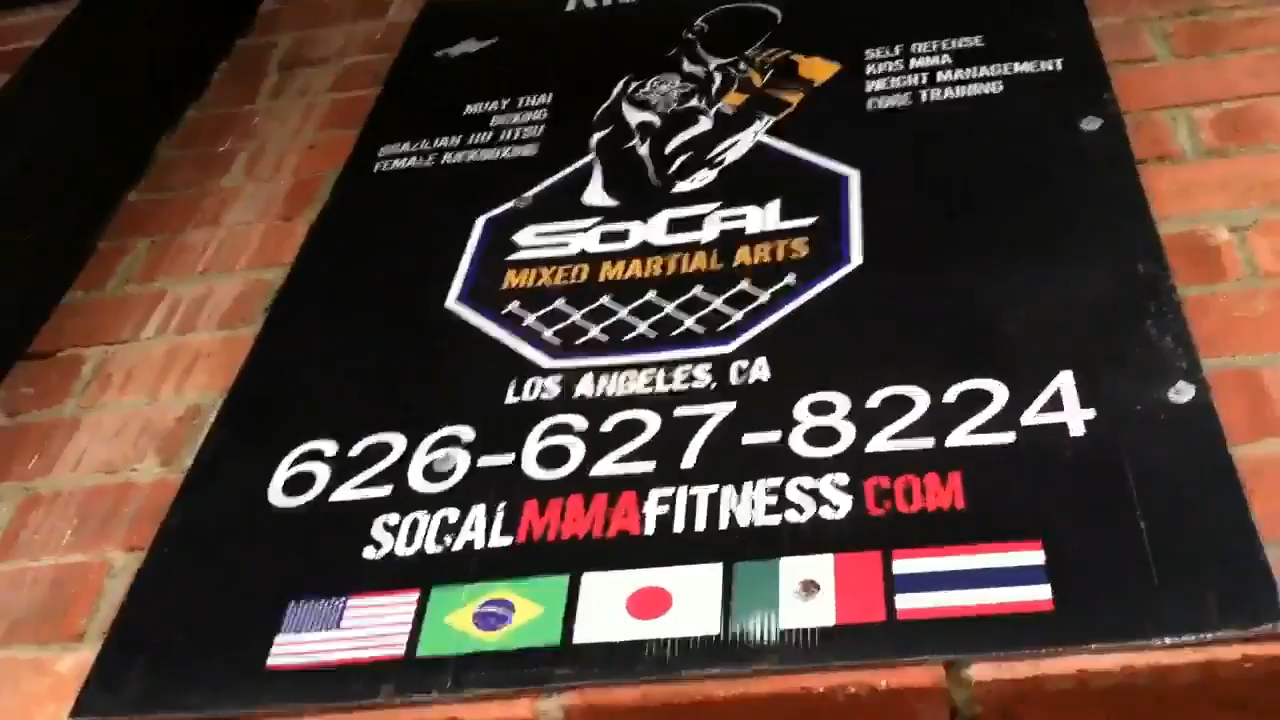 MUAY THAI
BOXING
BRAZILIAN JIU JITSU
FEMALE KICKBOXING
SELF DEFENSE
KIDS MMA
WEIGHT MANAGEMENT
CORE TRAINING
SOCAL
MIXED MARTIAL ARTS
LOS ANGELES, CA
626-627-8224
SOCALMMAFITNESS COM